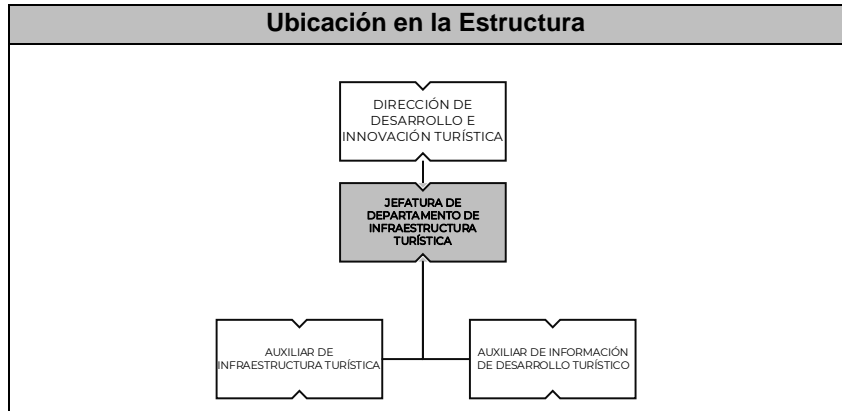 Ubicación en la Estructura
DIRECCIÓN DE
DESARROLLO E
INNOVACIÓN TURÍSTICA
JEFATURA DE
DEPARTAMENTO DE
INFRAESTRUCTURA
TURÍSTICA
AUXILIAR DE
INFRAESTRUCTURA TURÍSTICA
AUXILIAR DE INFORMACIÓN
DE DESARROLLO TURÍSTICO